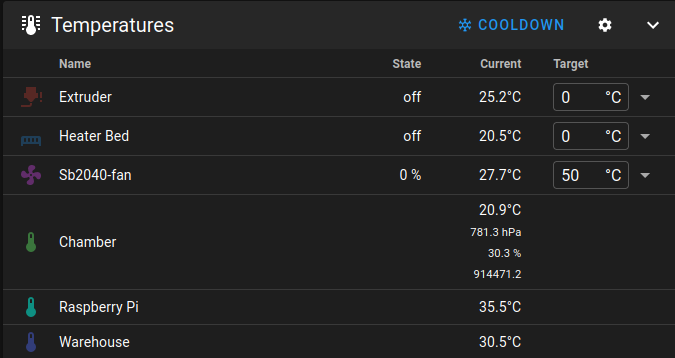 Temperatures COOLDOWN
Name State Current Target
Extruder off 25.2°C 0 °C
Heater Bed off 20.5°C 0 °C
Sb2040-fan 0 % 27.7°C 50 °C
20.9°C
781.3 hPa
Chamber
30.3 %
914471.2
Raspberry Pi 35.5°C
Warehouse 30.5°C